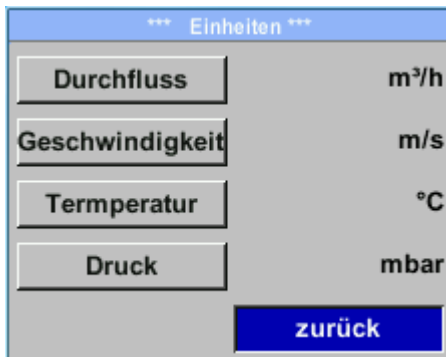 *** Einheiten ***
Durchfluss m³/h
Geschwindigkeit m/s
Termperatur °C
Druck mbar
zurück